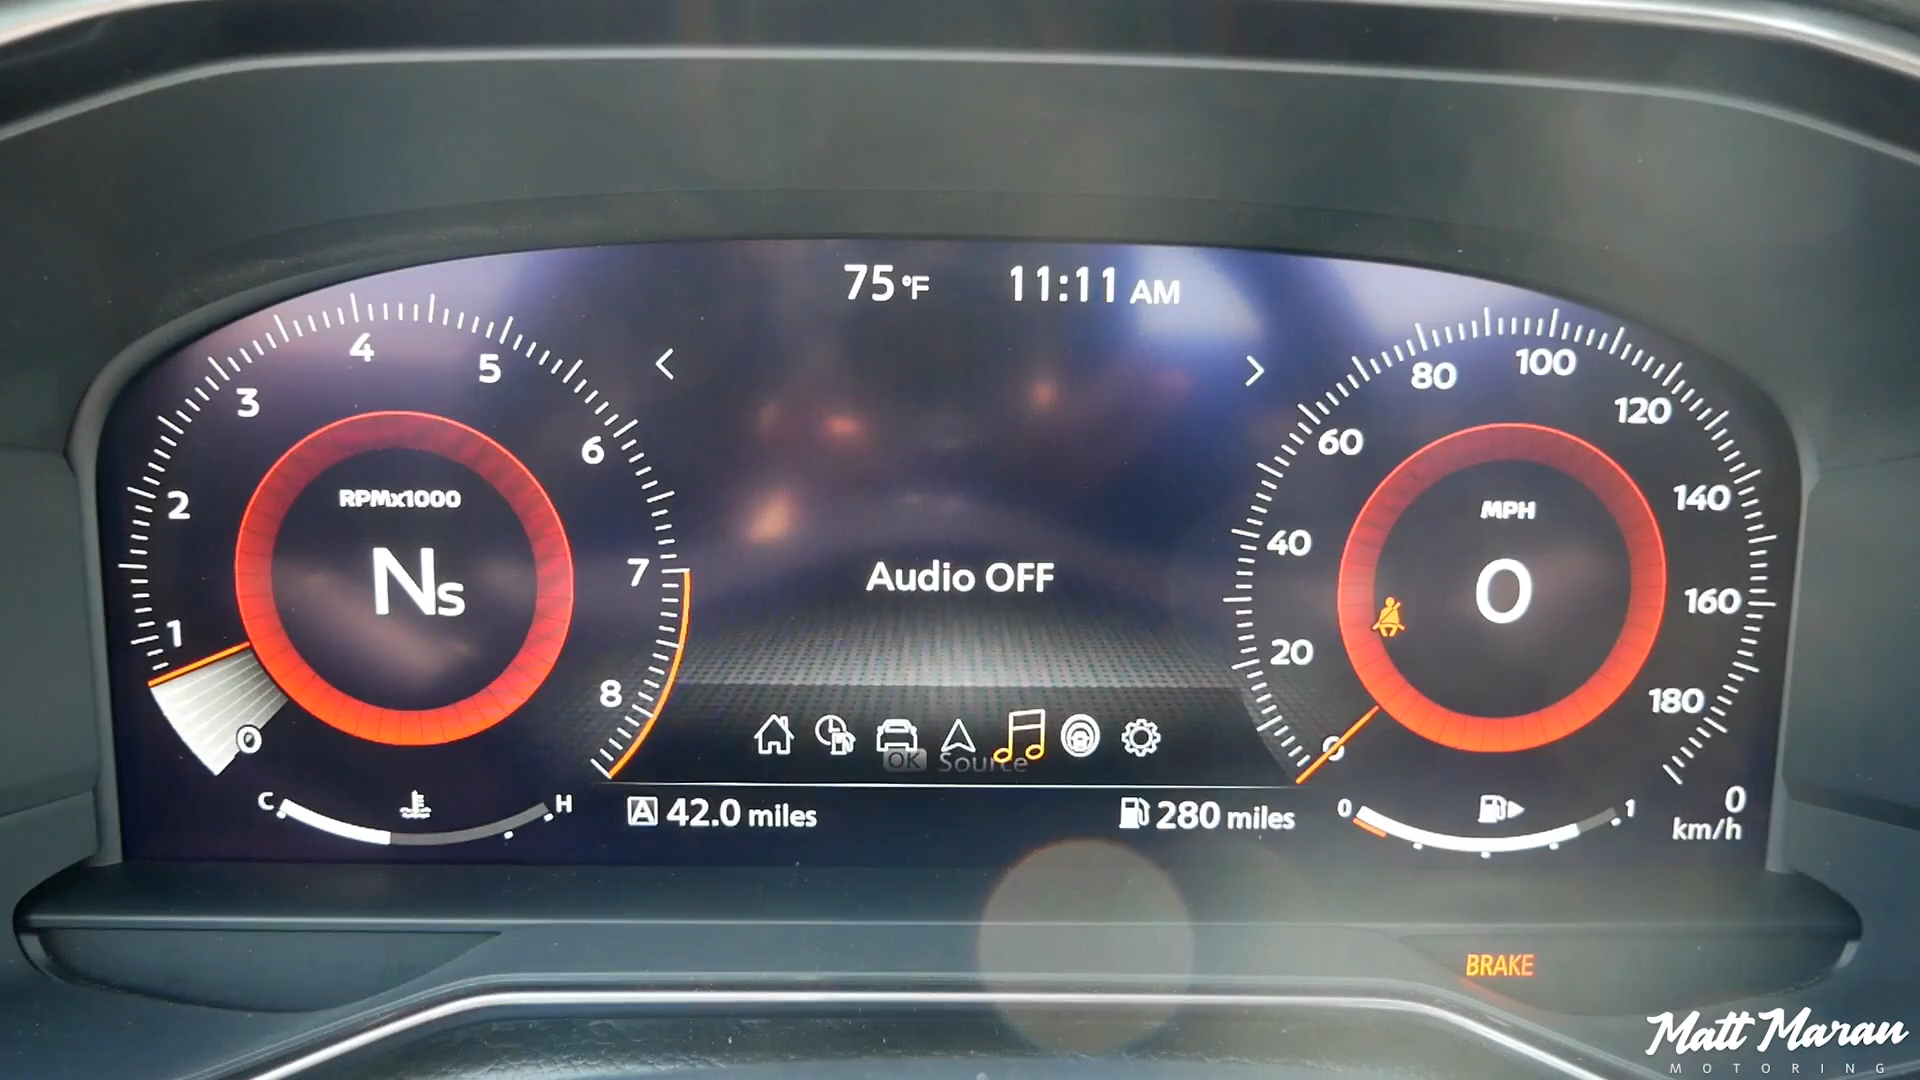 75 °F 11:11 AM
< >
0 1 2 3 4 5 6 7 8
RPMx1000
Ns
C H
Audio OFF
OK Source
A 42.0 miles
280 miles
0 20 40 60 80 100 120 140 160 180
MPH
0
0 1
0
km/h
BRAKE
Matt Maran
MOTORING